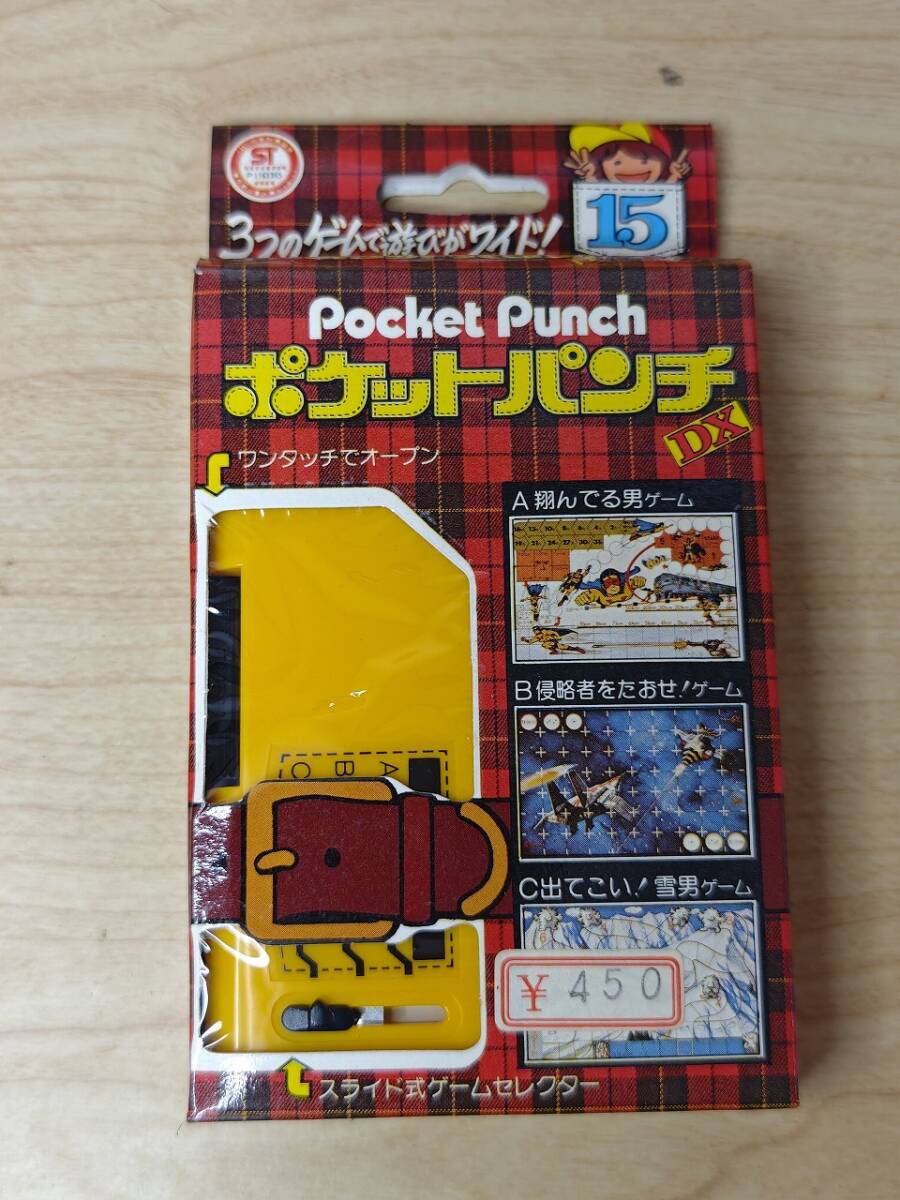 ST
3つのゲームで遊びがワイド!
15
Pocket Punch
ポケットパンチ
DX
ワンタッチでオープン
A 翔んでる男ゲーム
B 侵略者をたおせ!ゲーム
C 出てこい!雪男ゲーム
A
B
C
¥450
スライド式ゲームセレクター